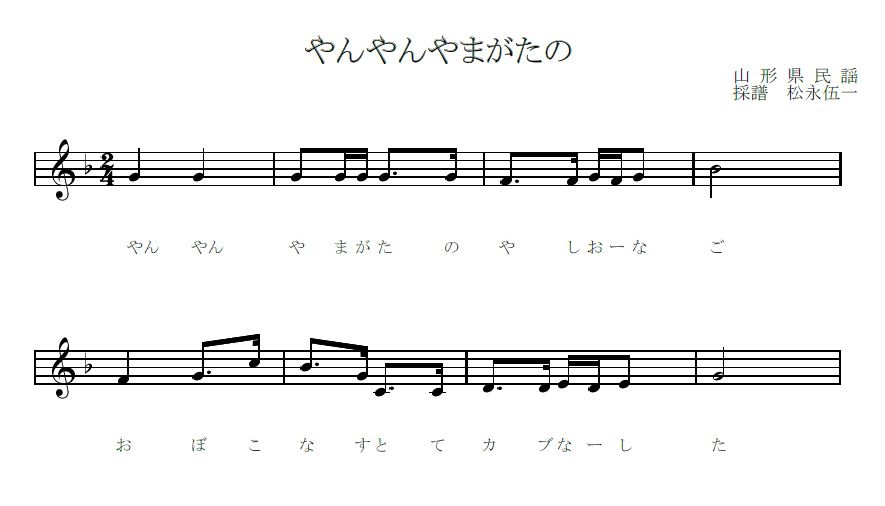 やんやんやまがたの
山形県民謡
採譜　松永伍一
2
4
やん やん や まがた の や しおーな ご
お ぼ こ な すと て カ ブなーし た